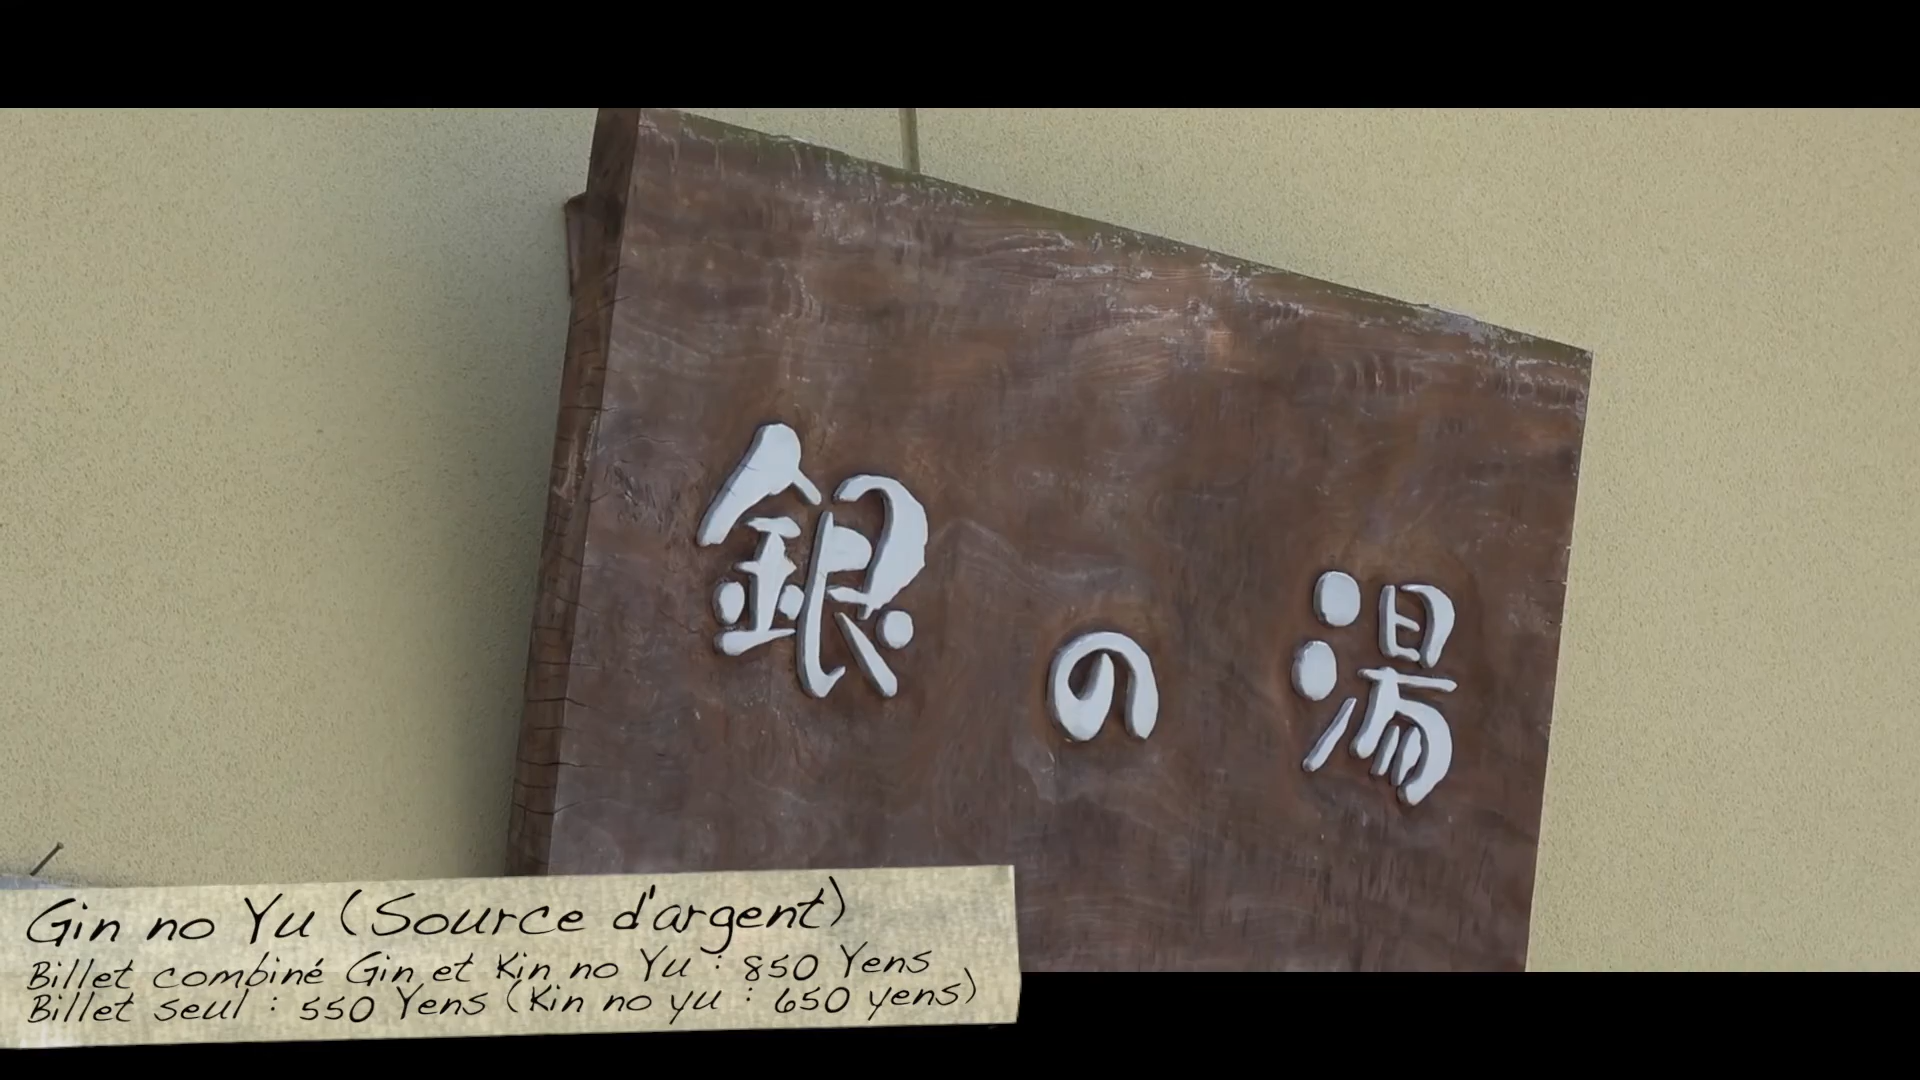 銀の湯
Gin no Yu (Source d'argent)
Billet combiné Gin et Kin no Yu : 850 Yens
Billet seul : 550 Yens (Kin no yu : 650 yens)